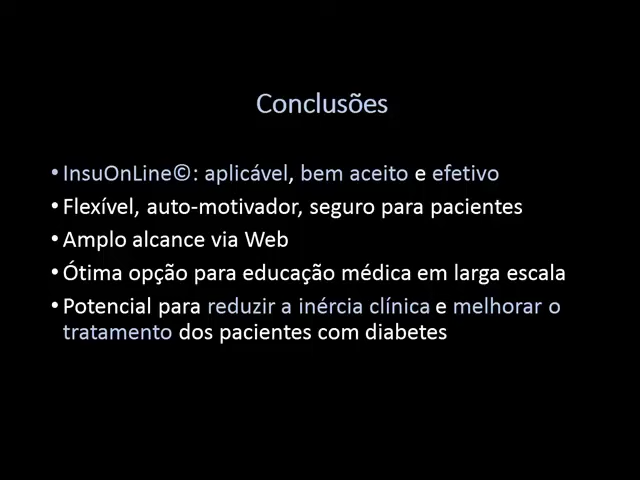 Conclusões
• InsuOnLine©: aplicável, bem aceito e efetivo
• Flexível, auto-motivador, seguro para pacientes
• Amplo alcance via Web
• Ótima opção para educação médica em larga escala
• Potencial para reduzir a inércia clínica e melhorar o
tratamento dos pacientes com diabetes